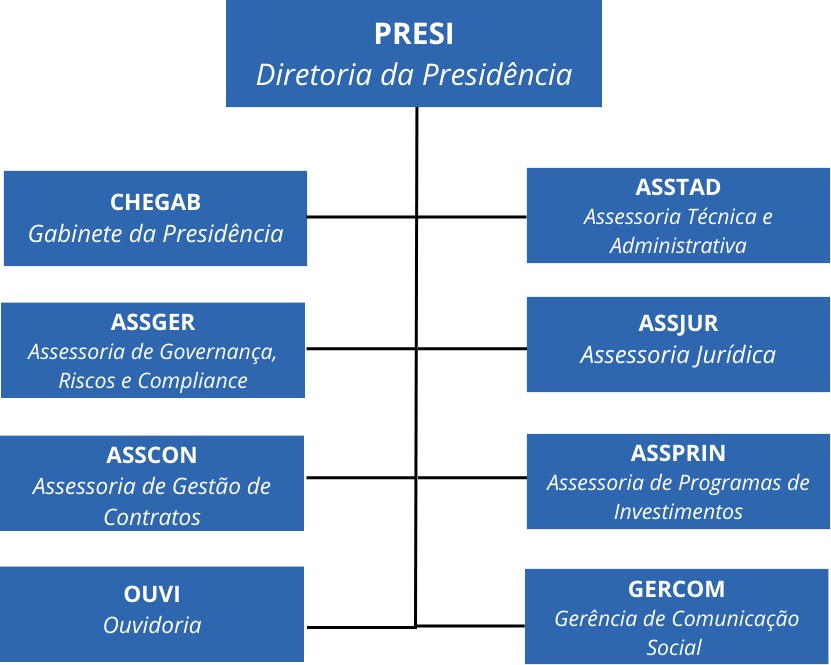 PRESI
Diretoria da Presidência
CHEGAB
Gabinete da Presidência
ASSTAD
Assessoria Técnica e
Administrativa
ASSGER
Assessoria de Governança,
Riscos e Compliance
ASSJUR
Assessoria Jurídica
ASSCON
Assessoria de Gestão de
Contratos
ASSPRIN
Assessoria de Programas de
Investimentos
OUVI
Ouvidoria
GERCOM
Gerência de Comunicação
Social